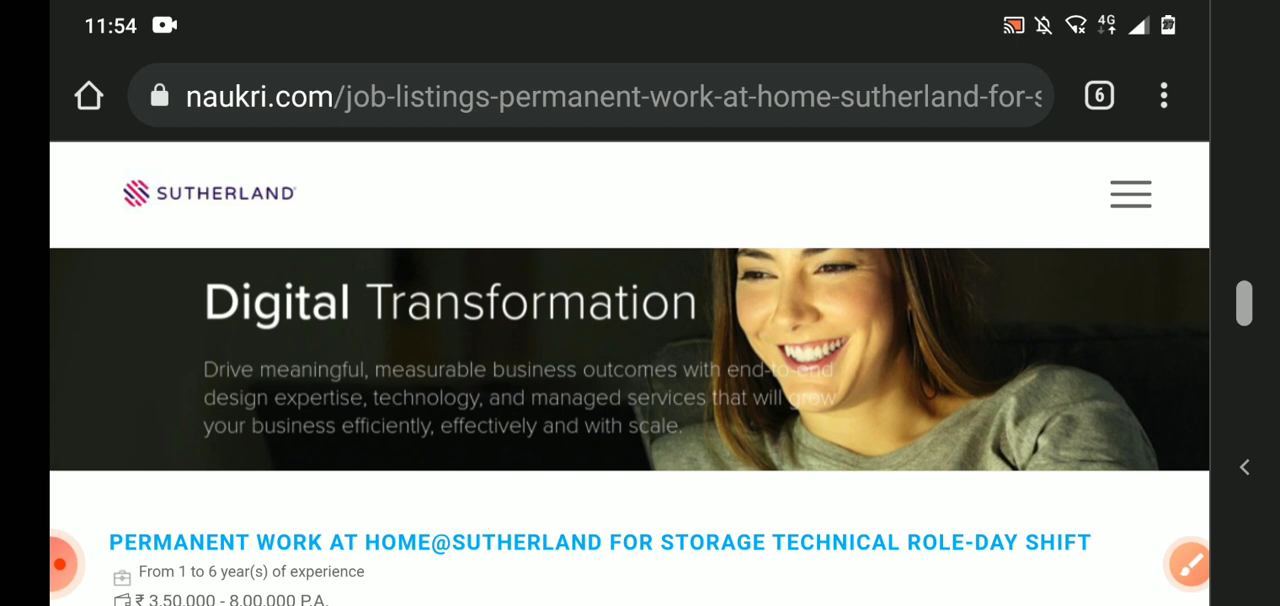 11:54
4G
27
naukri.com/job-listings-permanent-work-at-home-sutherland-for-s
6
SUTHERLAND
Digital Transformation
Drive meaningful, measurable business outcomes with end-to-end
design expertise, technology, and managed services that will grow
your business efficiently, effectively and with scale.
PERMANENT WORK AT HOME@SUTHERLAND FOR STORAGE TECHNICAL ROLE-DAY SHIFT
From 1 to 6 year(s) of experience
₹ 3,50,000 - 8,00,000 P.A.